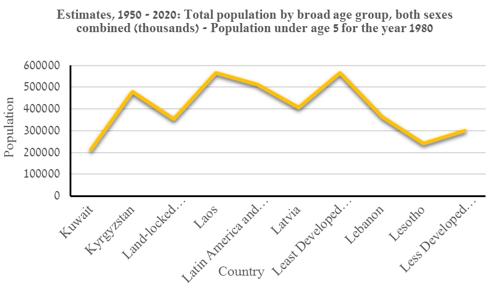 Estimates, 1950 - 2020: Total population by broad age group, both sexes
combined (thousands) - Population under age 5 for the year 1980
Population
600000
500000
400000
300000
200000
100000
0
Kuwait
Kyrgyzstan
Land-locked...
Laos
Latin America and...
Latvia
Least Developed...
Lebanon
Lesotho
Less Developed...
Country